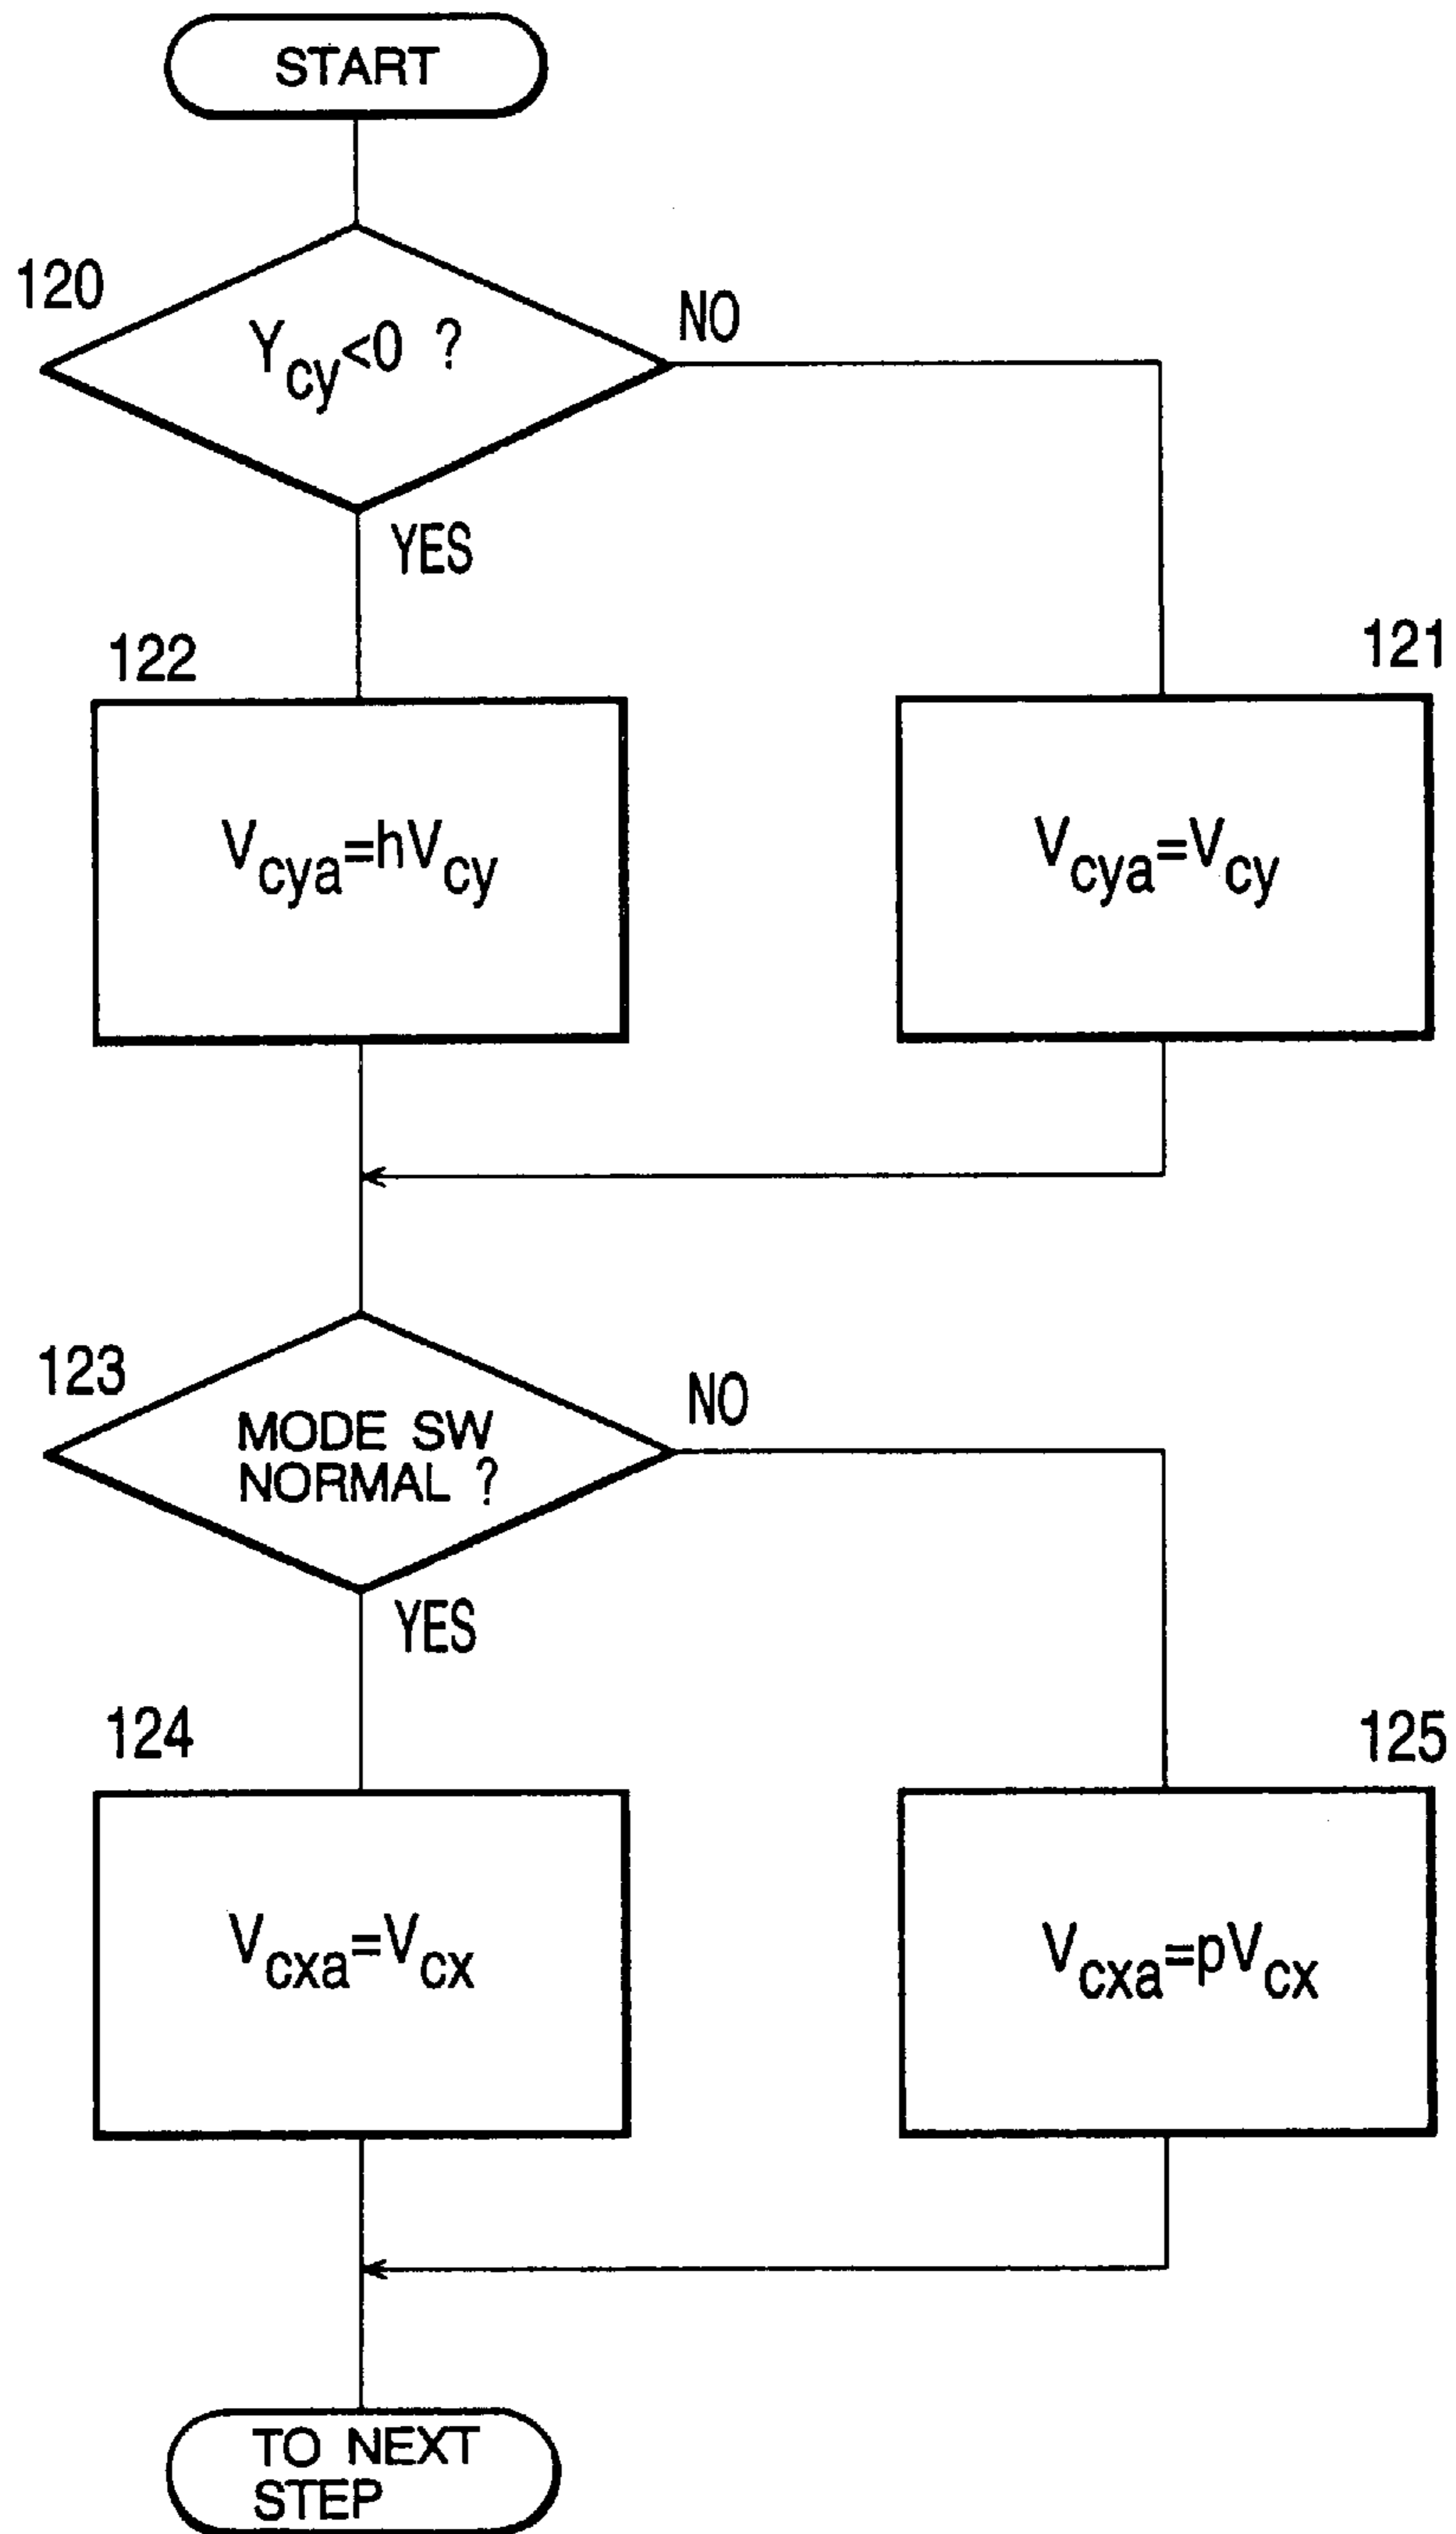 START
120
Ycy<0 ?
NO
YES
122
121
Vcya=hVcy
Vcya=Vcy
123
MODE SW
NORMAL ?
NO
YES
124
125
Vcxa=Vcx
Vcxa=pVcx
TO NEXT
STEP